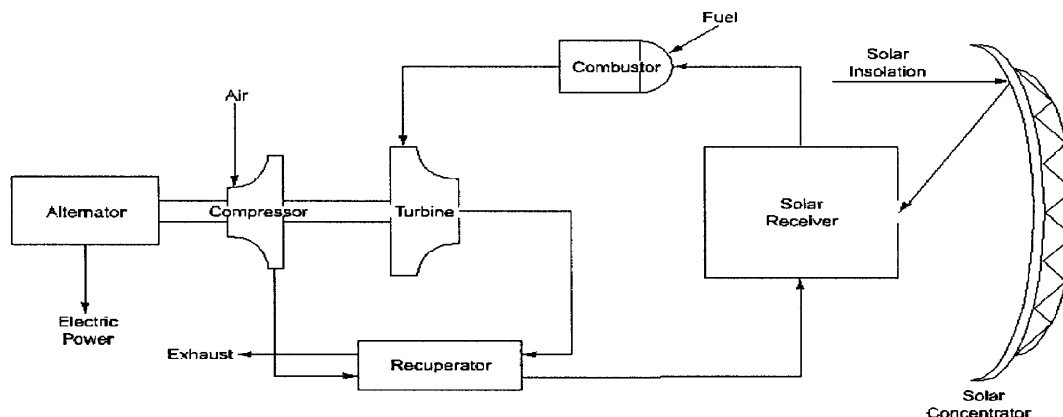 Fuel
Combustor
Solar
Insolation
Air
Alternator
Compressor
Turbine
Solar
Receiver
Electric
Power
Exhaust
Recuperator
Solar
Concentrator